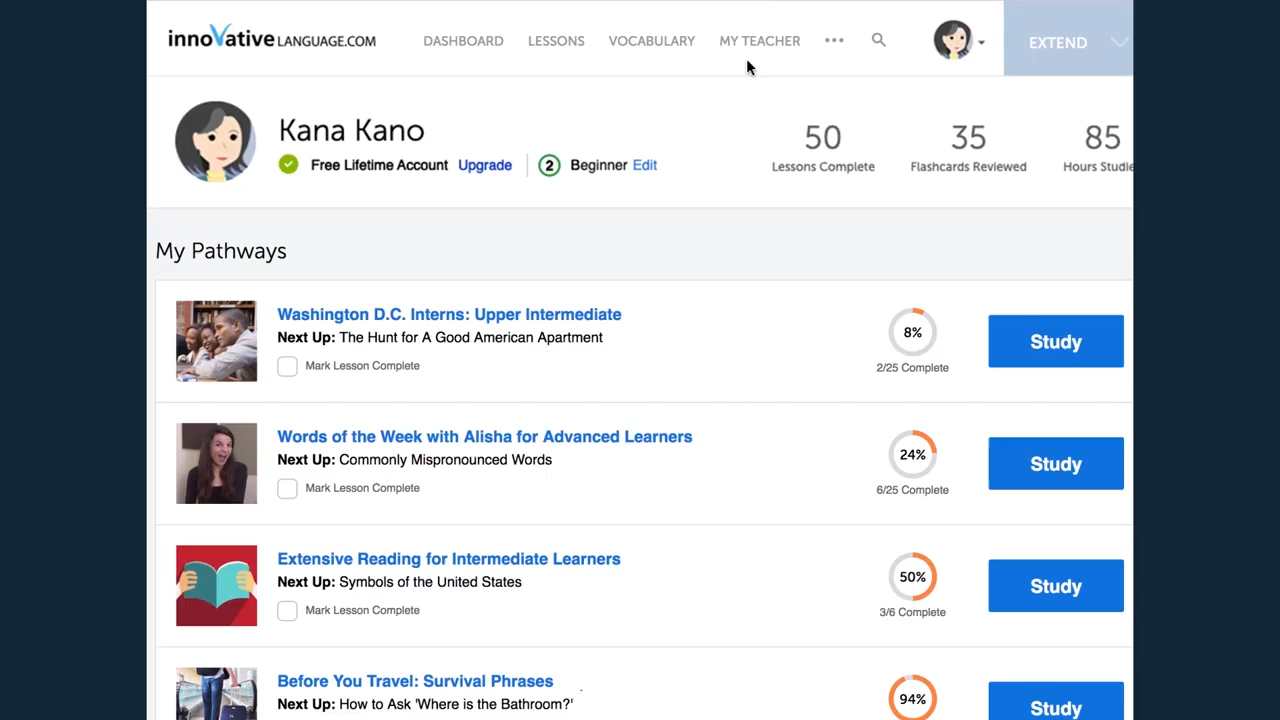 innoVative LANGUAGE.COM
DASHBOARD LESSONS VOCABULARY MY TEACHER •••
EXTEND
Kana Kano
Free Lifetime Account Upgrade
2 Beginner Edit
50
Lessons Complete
35
Flashcards Reviewed
85
Hours Studie
My Pathways
Washington D.C. Interns: Upper Intermediate
Next Up: The Hunt for A Good American Apartment
Mark Lesson Complete
8%
2/25 Complete
Study
Words of the Week with Alisha for Advanced Learners
Next Up: Commonly Mispronounced Words
Mark Lesson Complete
24%
6/25 Complete
Study
Extensive Reading for Intermediate Learners
Next Up: Symbols of the United States
Mark Lesson Complete
50%
3/6 Complete
Study
Before You Travel: Survival Phrases
Next Up: How to Ask 'Where is the Bathroom?'
94%
Study